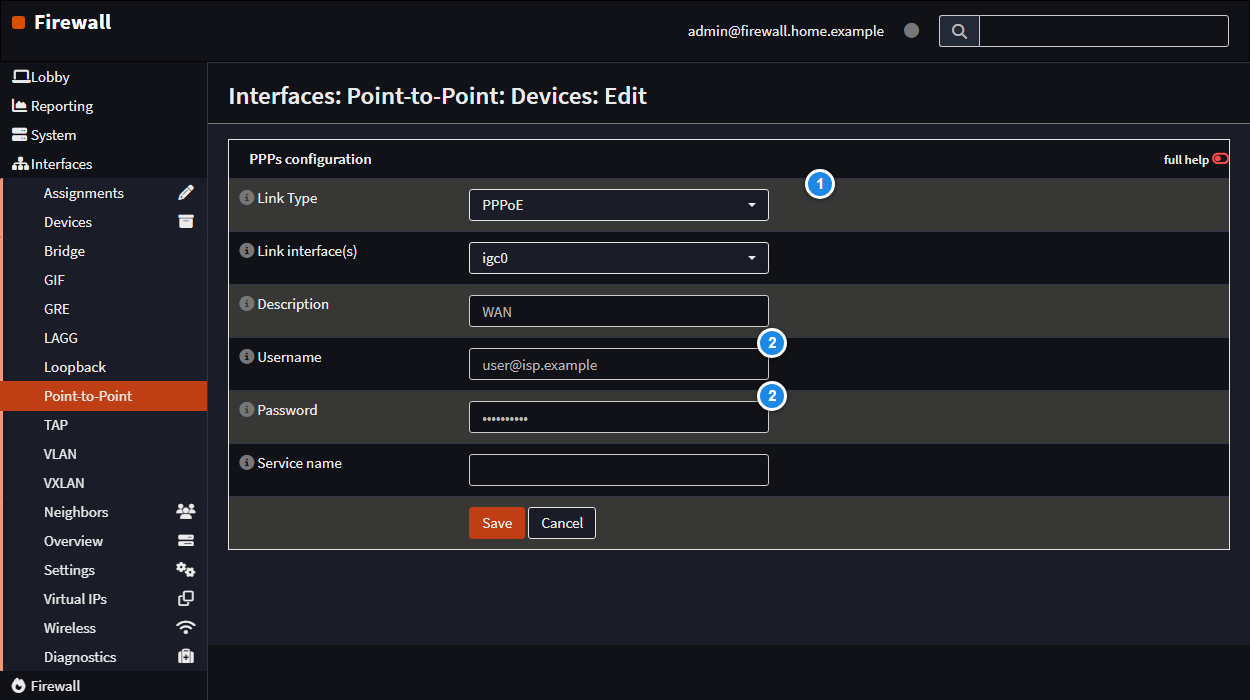 Firewall
admin@firewall.home.example
Lobby
Reporting
System
Interfaces
Assignments
Devices
Bridge
GIF
GRE
LAGG
Loopback
Point-to-Point
TAP
VLAN
VXLAN
Neighbors
Overview
Settings
Virtual IPs
Wireless
Diagnostics
Firewall
Interfaces: Point-to-Point: Devices: Edit
PPPs configuration full help
1
Link Type PPPoE
Link interface(s) igc0
Description WAN
2
Username user@isp.example
2
Password ••••••••••
Service name
Save Cancel